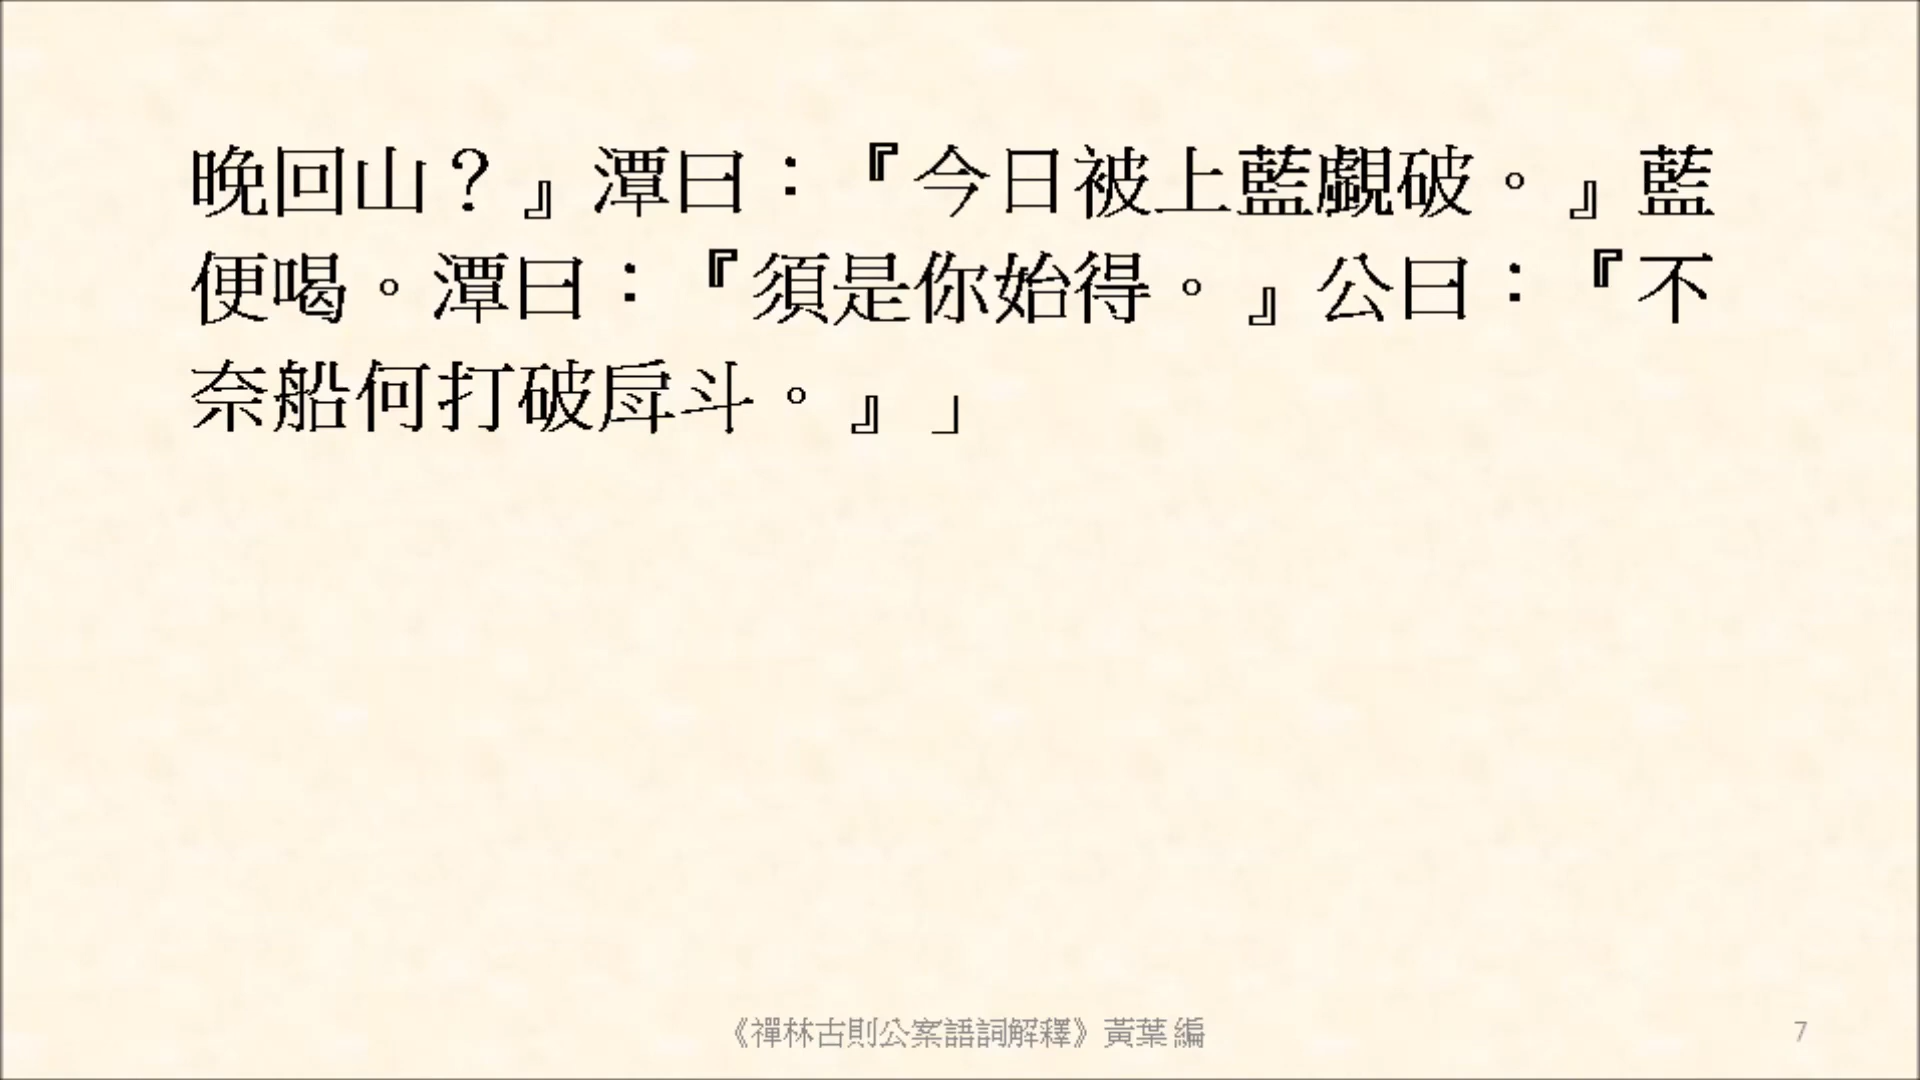 晚回山？』潭曰：『今日被上藍覷破。』藍
便喝。潭曰：『須是你始得。』公曰：『不
奈船何打破戽斗。』」
《禪林古則公案語詞解釋》黃葉 編
7